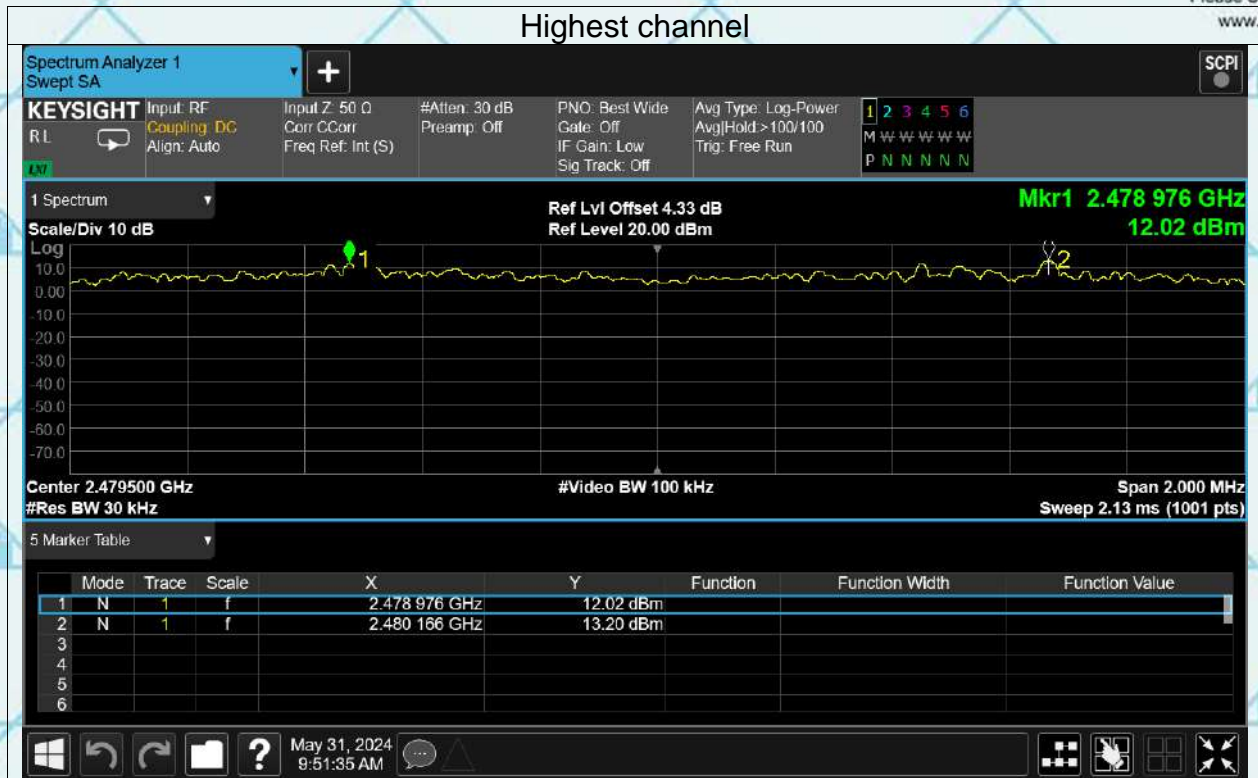 www.
Highest channel
Spectrum Analyzer 1
Swept SA
+
SCPI
KEYSIGHT
R L
LXI
Input: RF
Coupling: DC
Align: Auto
Input Z: 50 Ω
Corr CCorr
Freq Ref: Int (S)
#Atten: 30 dB
Preamp: Off
PNO: Best Wide
Gate: Off
IF Gain: Low
Sig Track: Off
Avg Type: Log-Power
Avg|Hold:>100/100
Trig: Free Run
1 2 3 4 5 6
M W W W W W
P N N N N N
1 Spectrum
Scale/Div 10 dB
Ref Lvl Offset 4.33 dB
Ref Level 20.00 dBm
Mkr1 2.478 976 GHz
12.02 dBm
Log
10.0
0.00
-10.0
-20.0
-30.0
-40.0
-50.0
-60.0
-70.0
1
2
Center 2.479500 GHz
#Res BW 30 kHz
#Video BW 100 kHz
Span 2.000 MHz
Sweep 2.13 ms (1001 pts)
5 Marker Table
Mode Trace Scale X Y Function Function Width Function Value
1 N 1 f 2.478 976 GHz 12.02 dBm
2 N 1 f 2.480 166 GHz 13.20 dBm
3
4
5
6
?
May 31, 2024
9:51:35 AM